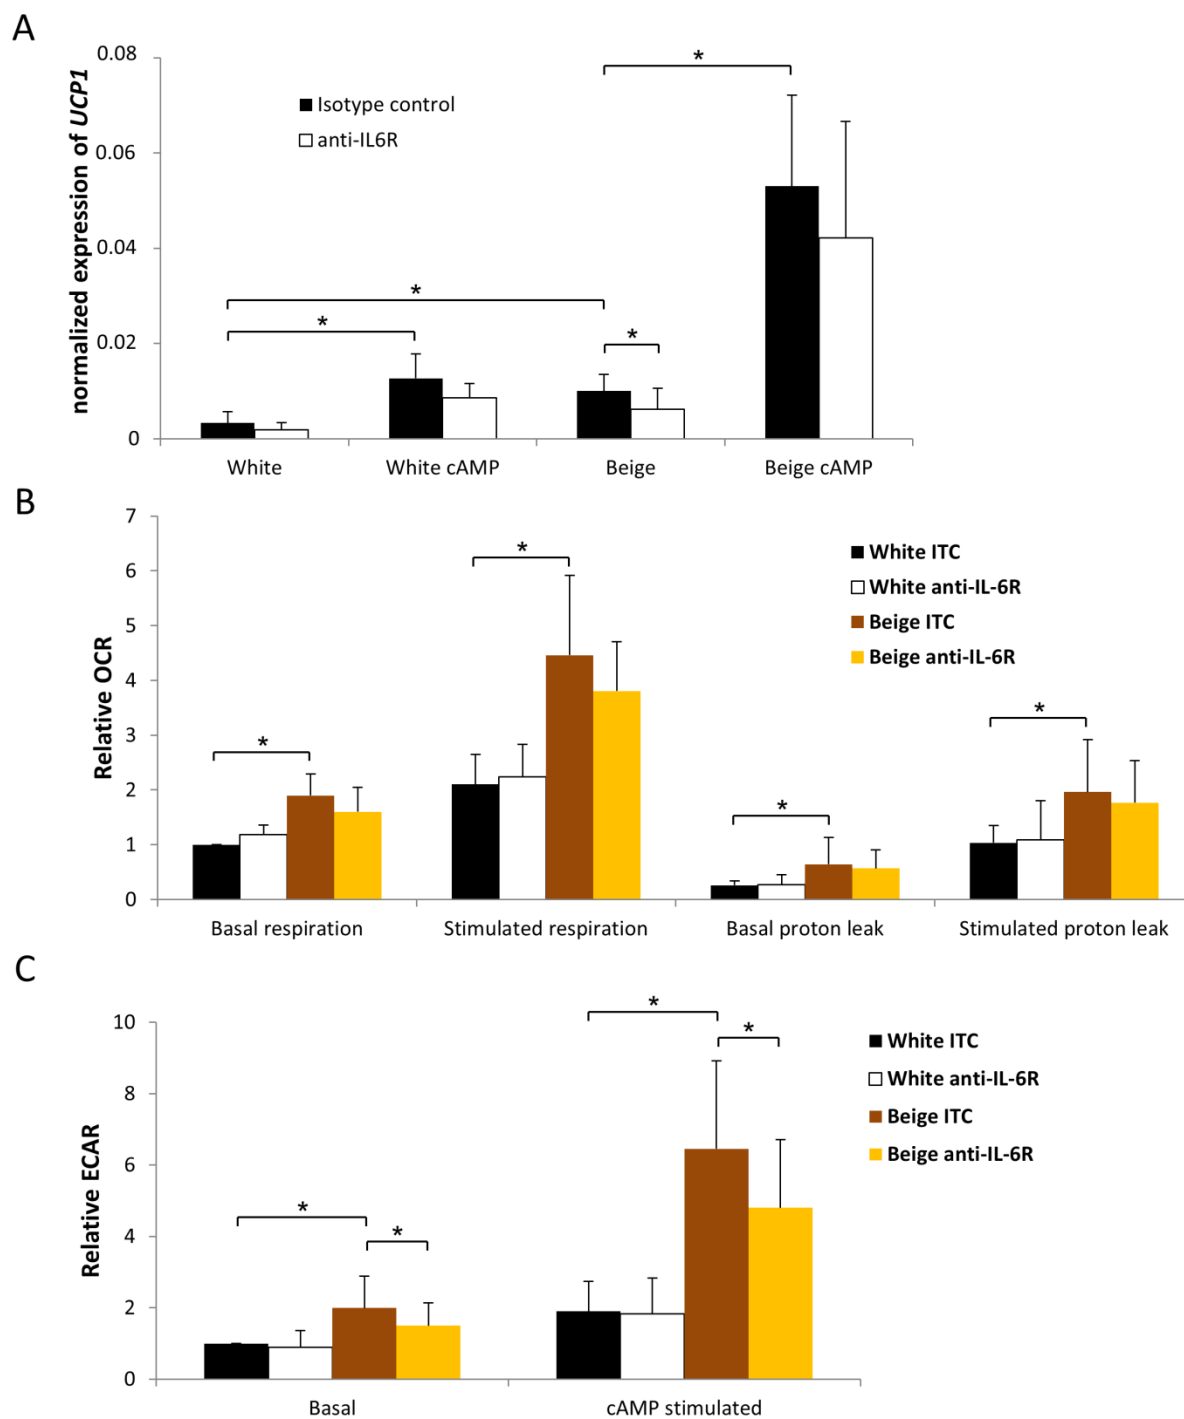 A
normalized expression of UCP1
0.08
0.06
0.04
0.02
0
Isotype control
anti-IL6R
*
*
*
*
White
White cAMP
Beige
Beige cAMP
B
Relative OCR
7
6
5
4
3
2
1
0
White ITC
White anti-IL-6R
Beige ITC
Beige anti-IL-6R
*
*
*
*
Basal respiration
Stimulated respiration
Basal proton leak
Stimulated proton leak
C
Relative ECAR
10
8
6
4
2
0
White ITC
White anti-IL-6R
Beige ITC
Beige anti-IL-6R
*
*
*
*
Basal
cAMP stimulated